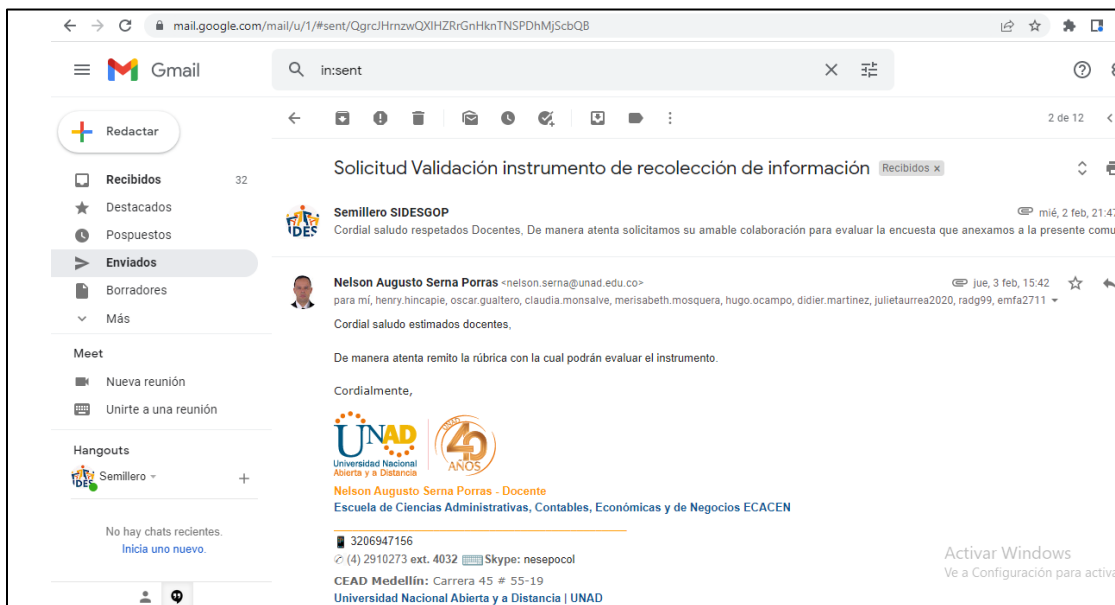 mail.google.com/mail/u/1/#sent/QgrcJHrnzwQXlHZRrGnHknTNSPDhMjScbQB
Gmail
in:sent
Redactar
2 de 12
Solicitud Validación instrumento de recolección de información Recibidos x
Recibidos 32
Destacados
Pospuestos
Enviados
Borradores
Más
Semillero SIDESGOP
mié, 2 feb, 21:47
Cordial saludo respetados Docentes, De manera atenta solicitamos su amable colaboración para evaluar la encuesta que anexamos a la presente comu
Nelson Augusto Serna Porras <nelson.serna@unad.edu.co>
jue, 3 feb, 15:42
para mí, henry.hincapie, oscar.gualtero, claudia.monsalve, merisabeth.mosquera, hugo.ocampo, didier.martinez, julietaurrea2020, radg99, emfa2711
Cordial saludo estimados docentes,
De manera atenta remito la rúbrica con la cual podrán evaluar el instrumento.
Cordialmente,
Meet
Nueva reunión
Unirte a una reunión
Hangouts
Semillero
No hay chats recientes.
Inicia uno nuevo.
UNAD
Universidad Nacional
Abierta y a Distancia
UNAD
40
AÑOS
Nelson Augusto Serna Porras - Docente
Escuela de Ciencias Administrativas, Contables, Económicas y de Negocios ECACEN
3206947156
(4) 2910273 ext. 4032 Skype: nesepocol
CEAD Medellín: Carrera 45 # 55-19
Universidad Nacional Abierta y a Distancia | UNAD
Activar Windows
Ve a Configuración para activa